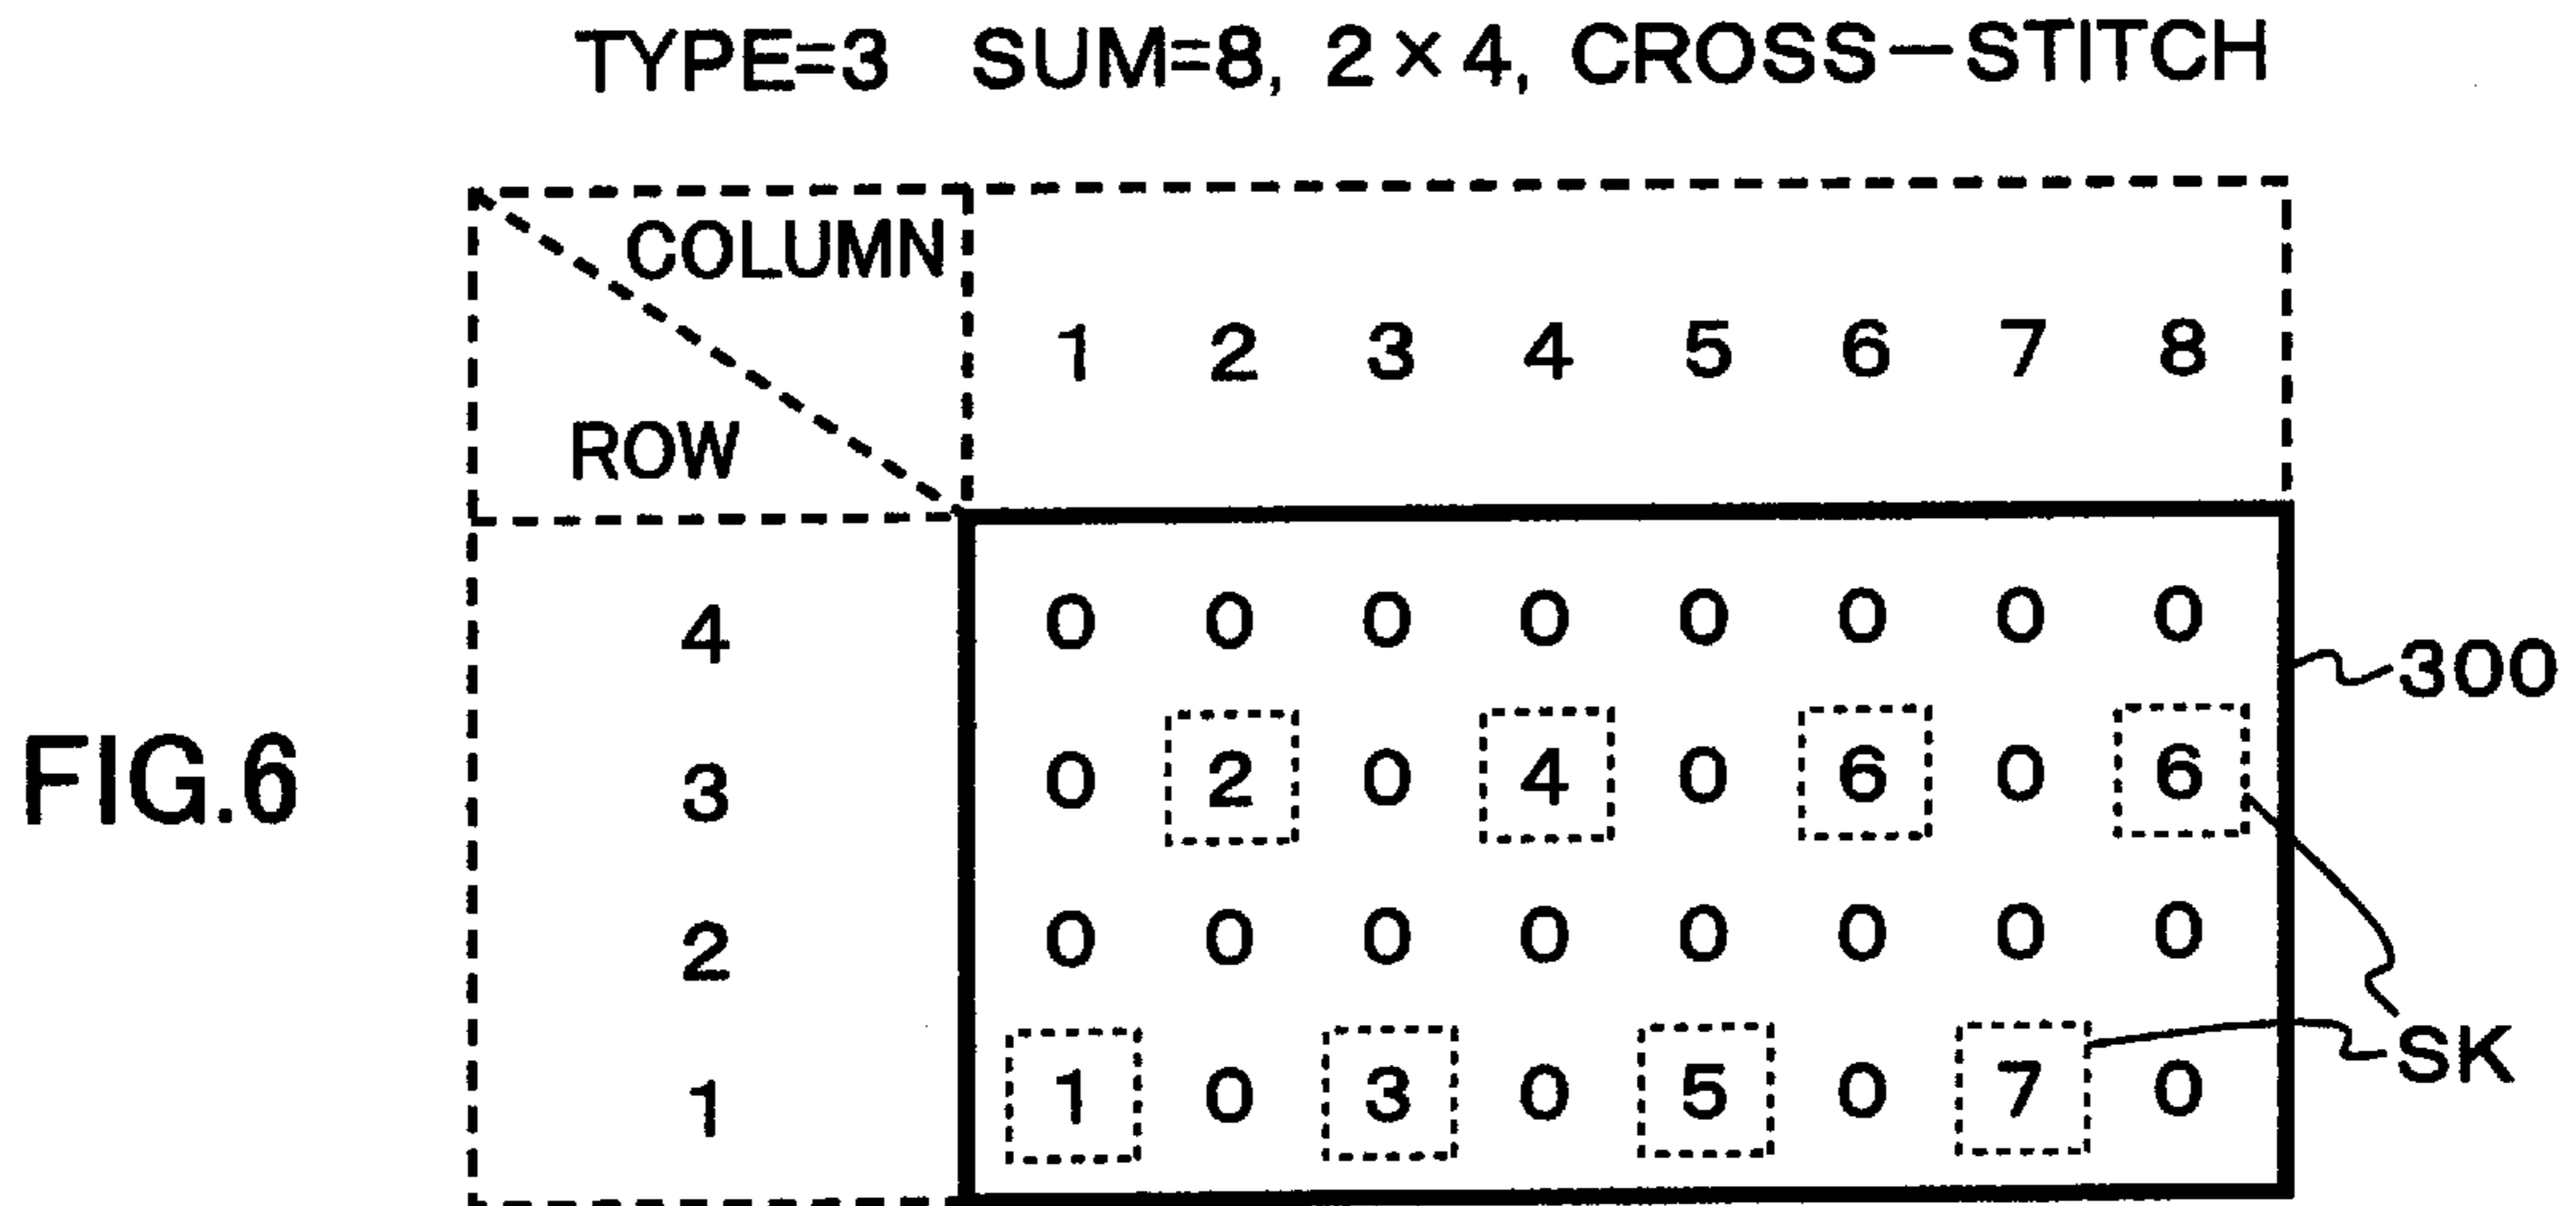 TYPE=3 SUM=8, 2×4, CROSS-STITCH
COLUMN
1 2 3 4 5 6 7 8
ROW
4 0 0 0 0 0 0 0 0
300
FIG.6
3 0 2 0 4 0 6 0 6
2 0 0 0 0 0 0 0 0
SK
1 1 0 3 0 5 0 7 0